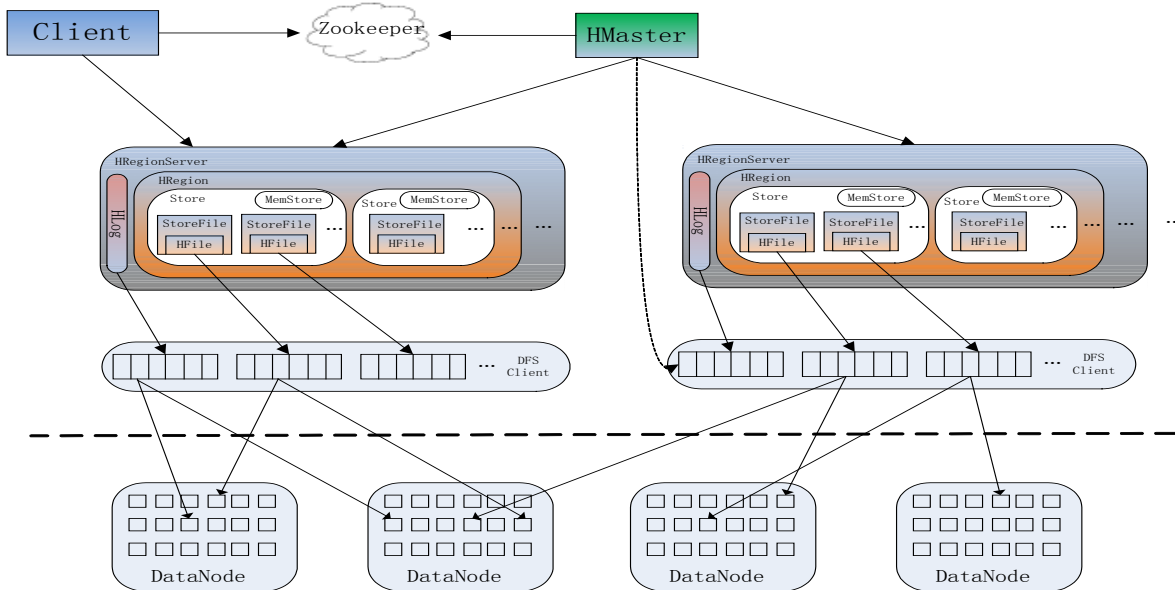 Client
Zookeeper
HMaster
HRegionServer
HRegion
HLog
Store
MemStore
StoreFile
HFile
StoreFile
HFile
...
Store
MemStore
StoreFile
HFile
...
...
...
HRegionServer
HRegion
HLog
Store
MemStore
StoreFile
HFile
StoreFile
HFile
...
Store
MemStore
StoreFile
HFile
...
...
...
...
...
DFS
Client
...
DFS
Client
DataNode
DataNode
DataNode
DataNode